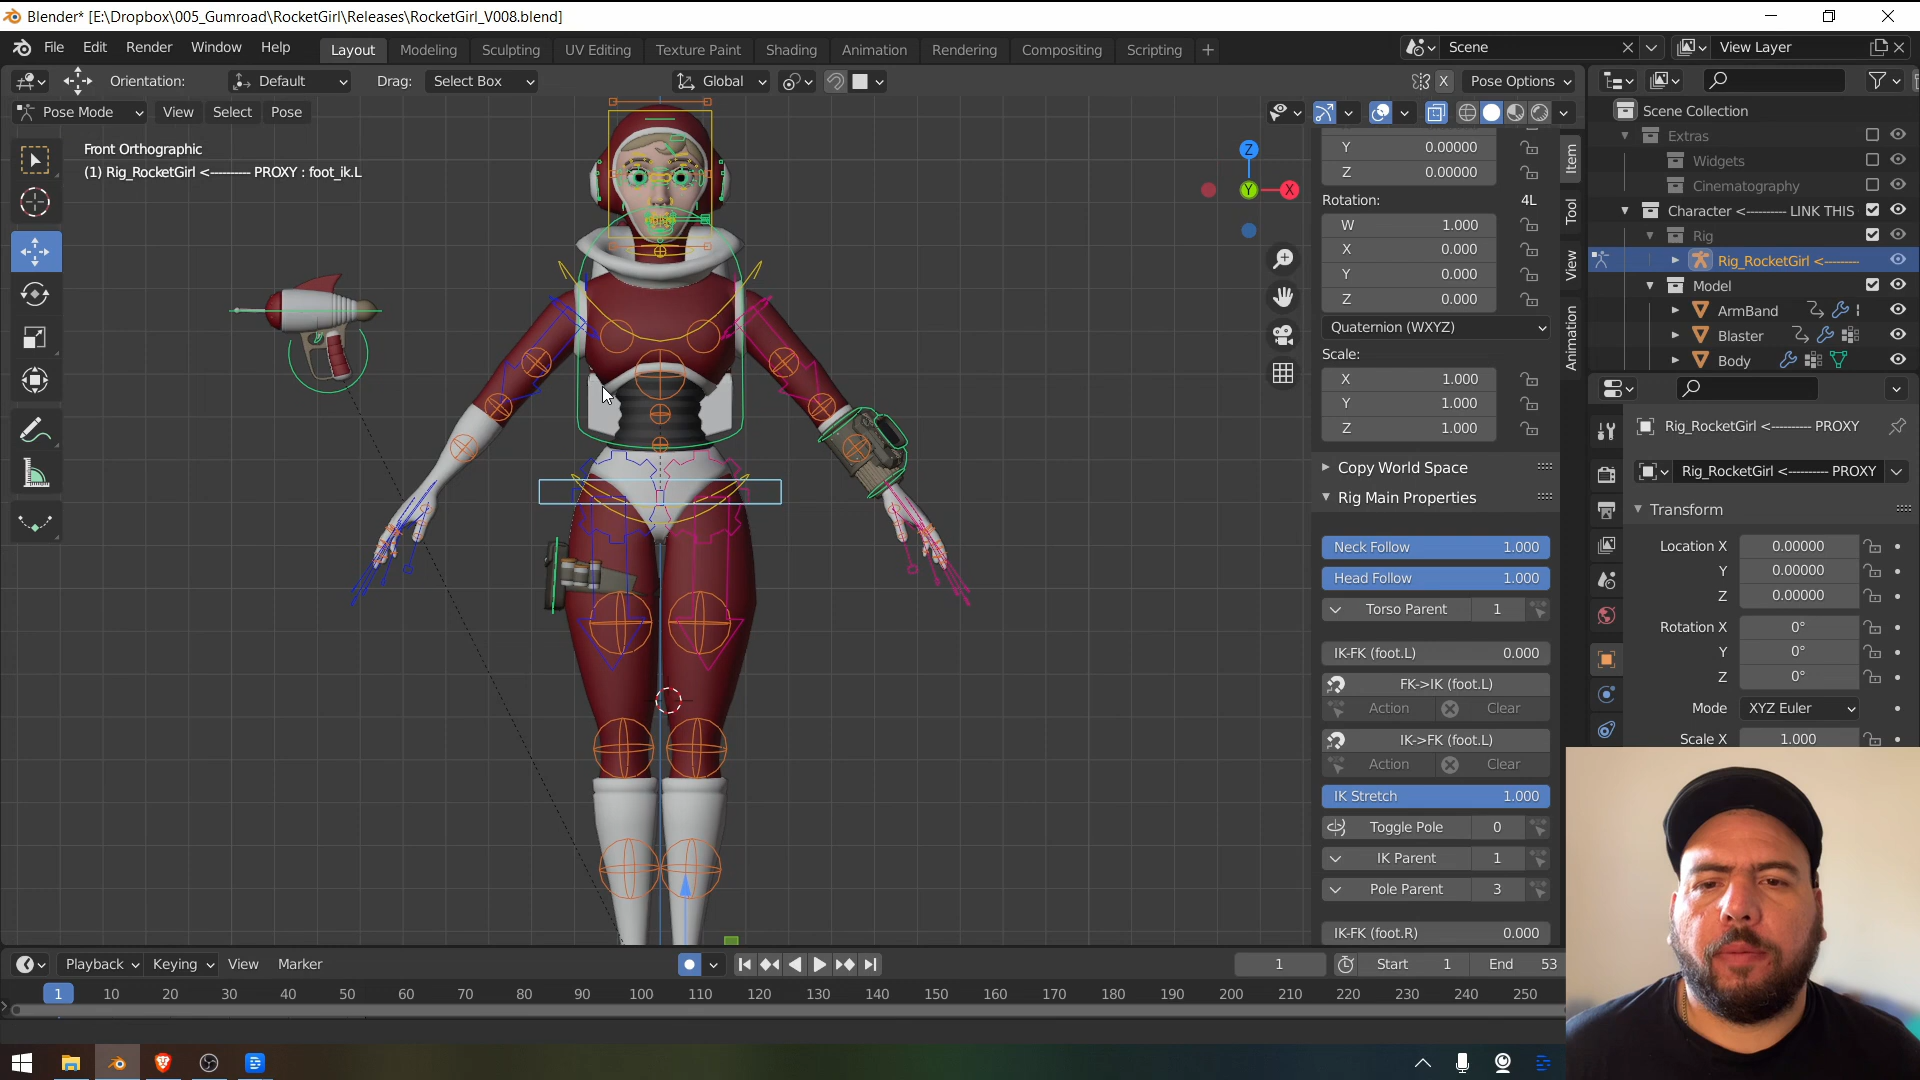 Blender* [E:\Dropbox\005_Gumroad\RocketGirl\Releases\RocketGirl_V008.blend]
File Edit Render Window Help
Layout Modeling Sculpting UV Editing Texture Paint Shading Animation Rendering Compositing Scripting +
Scene
View Layer
Orientation: Default Drag: Select Box
Global
X Pose Options
Pose Mode View Select Pose
Front Orthographic
(1) Rig_RocketGirl <---------- PROXY : foot_ik.L
Z
Y
X
Y 0.00000
Z 0.00000
Rotation: 4L
W 1.000
X 0.000
Y 0.000
Z 0.000
Quaternion (WXYZ)
Scale:
X 1.000
Y 1.000
Z 1.000
Copy World Space
Rig Main Properties
Neck Follow 1.000
Head Follow 1.000
Torso Parent 1
IK-FK (foot.L) 0.000
FK->IK (foot.L)
Action Clear
IK->FK (foot.L)
Action Clear
IK Stretch 1.000
Toggle Pole 0
IK Parent 1
Pole Parent 3
IK-FK (foot.R) 0.000
Item
Tool
View
Animation
Scene Collection
Extras
Widgets
Cinematography
Character <---------- LINK THIS
Rig
Rig_RocketGirl <---------
Model
ArmBand
Blaster
Body
Rig_RocketGirl <---------- PROXY
Rig_RocketGirl <---------- PROXY
Transform
Location X 0.00000
Y 0.00000
Z 0.00000
Rotation X 0°
Y 0°
Z 0°
Mode XYZ Euler
Scale X 1.000
Playback Keying View Marker
1 Start 1 End 53
1 10 20 30 40 50 60 70 80 90 100 110 120 130 140 150 160 170 180 190 200 210 220 230 240 250